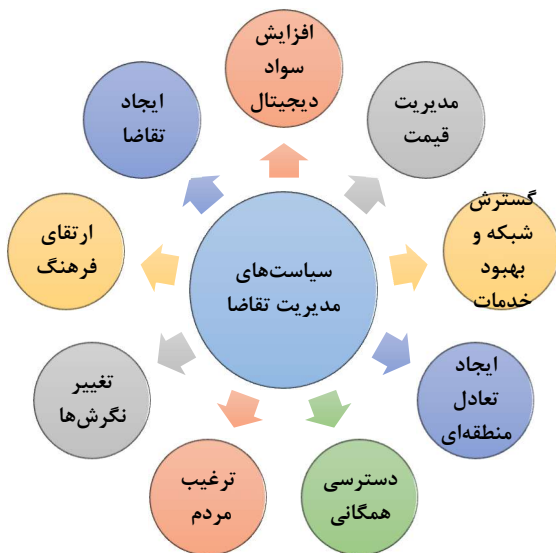 سیاست‌های
مدیریت تقاضا
افزایش
سواد
دیجیتال
مدیریت
قیمت
گسترش
شبکه و
بهبود
خدمات
ایجاد
تعادل
منطقه‌ای
دسترسی
همگانی
ترغیب
مردم
تغییر
نگرش‌ها
ارتقای
فرهنگ
ایجاد
تقاضا